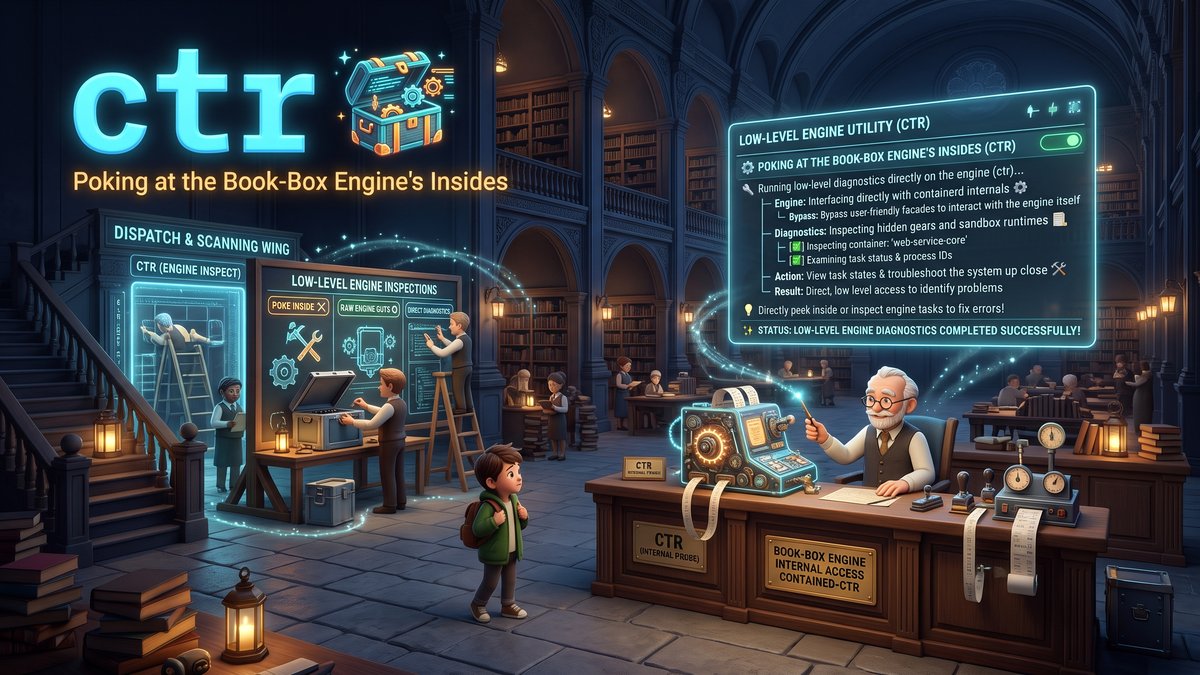 ctr
Poking at the Book-Box Engine's Insides
DISPATCH & SCANNING WING
CTR (ENGINE INSPECT)
LOW-LEVEL ENGINE INSPECTIONS
POKE INSIDE
RAW ENGINE GUTS
DIRECT DIAGNOSTICS
LOW-LEVEL ENGINE UTILITY (CTR)
POKING AT THE BOOK-BOX ENGINE'S INSIDES (CTR)
Running low-level diagnostics directly on the engine (ctr)...
Engine: Interfacing directly with containerd internals
Bypass: Bypass user-friendly facades to interact with the engine itself
Diagnostics: Inspecting hidden gears and sandbox runtimes
Inspecting container: 'web-service-core'
Examining task status & process IDs
Action: View task states & troubleshoot the system up close
Result: Direct, low level access to identify problems
Directly peek inside or inspect engine tasks to fix errors!
STATUS: LOW-LEVEL ENGINE DIAGNOSTICS COMPLETED SUCCESSFULLY!
CTR
CTR
(INTERNAL PROBE)
BOOK-BOX ENGINE
INTERNAL ACCESS
CONTAINED-CTR